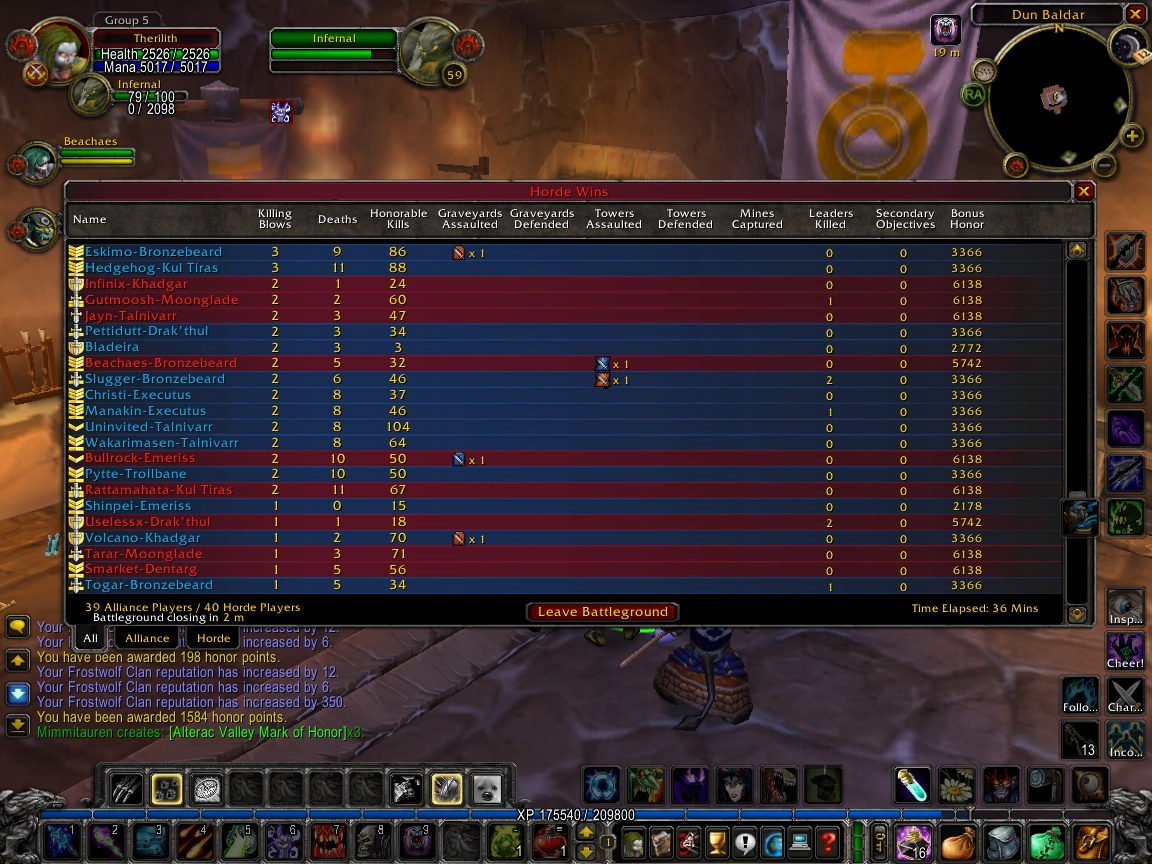 Group 5
Therilith
Health 2526 / 2526
Mana 5017 / 5017
Infernal
79 / 100
0 / 2098
Infernal
59
19 m
Dun Baldar
N
SW
RA
Beachaes
Horde Wins
Name Killing Blows Deaths Honorable Kills Graveyards Assaulted Graveyards Defended Towers Assaulted Towers Defended Mines Captured Leaders Killed Secondary Objectives Bonus Honor
Eskimo-Bronzebeard 3 9 86 x 1 0 0 3366
Hedgehog-Kul Tiras 3 11 88 0 0 3366
Infinix-Khadgar 2 1 24 0 0 6138
Gutmoosh-Moonglade 2 2 60 1 0 6138
Jayn-Talnivarr 2 3 47 0 0 6138
Pettidutt-Drak'thul 2 3 34 0 0 3366
Bladeira 2 3 3 0 0 2772
Beachaes-Bronzebeard 2 5 32 x 1 0 0 5742
Slugger-Bronzebeard 2 6 46 x 1 2 0 3366
Christi-Executus 2 8 37 0 0 3366
Manakin-Executus 2 8 46 1 0 3366
Uninvited-Talnivarr 2 8 104 0 0 3366
Wakarimasen-Talnivarr 2 8 64 0 0 3366
Bullrock-Emeriss 2 10 50 x 1 0 0 6138
Pytte-Trollbane 2 10 50 0 0 3366
Rattamahata-Kul Tiras 2 11 67 0 0 6138
Shinpei-Emeriss 1 0 15 0 0 2178
Uselessx-Drak'thul 1 1 18 2 0 5742
Volcano-Khadgar 1 2 70 x 1 0 0 3366
Tarar-Moonglade 1 3 71 0 0 6138
Smarket-Dentarg 1 5 56 0 0 6138
Togar-Bronzebeard 1 5 34 1 0 3366
39 Alliance Players / 40 Horde Players
Battleground closing in 2 m
Leave Battleground
Time Elapsed: 36 Mins
All Alliance Horde
Your increased by 12.
Your increased by 6.
You have been awarded 198 honor points.
Your Frostwolf Clan reputation has increased by 12.
Your Frostwolf Clan reputation has increased by 6.
Your Frostwolf Clan reputation has increased by 350.
You have been awarded 1584 honor points.
Mimmitauren creates: [Alterac Valley Mark of Honor]x3.
Insp...
Cheer!
Follo... Char...
13 Inco...
XP 175540 / 209800
1 2 3 4 5 6 7 8 9 - 1 = 1 1 16